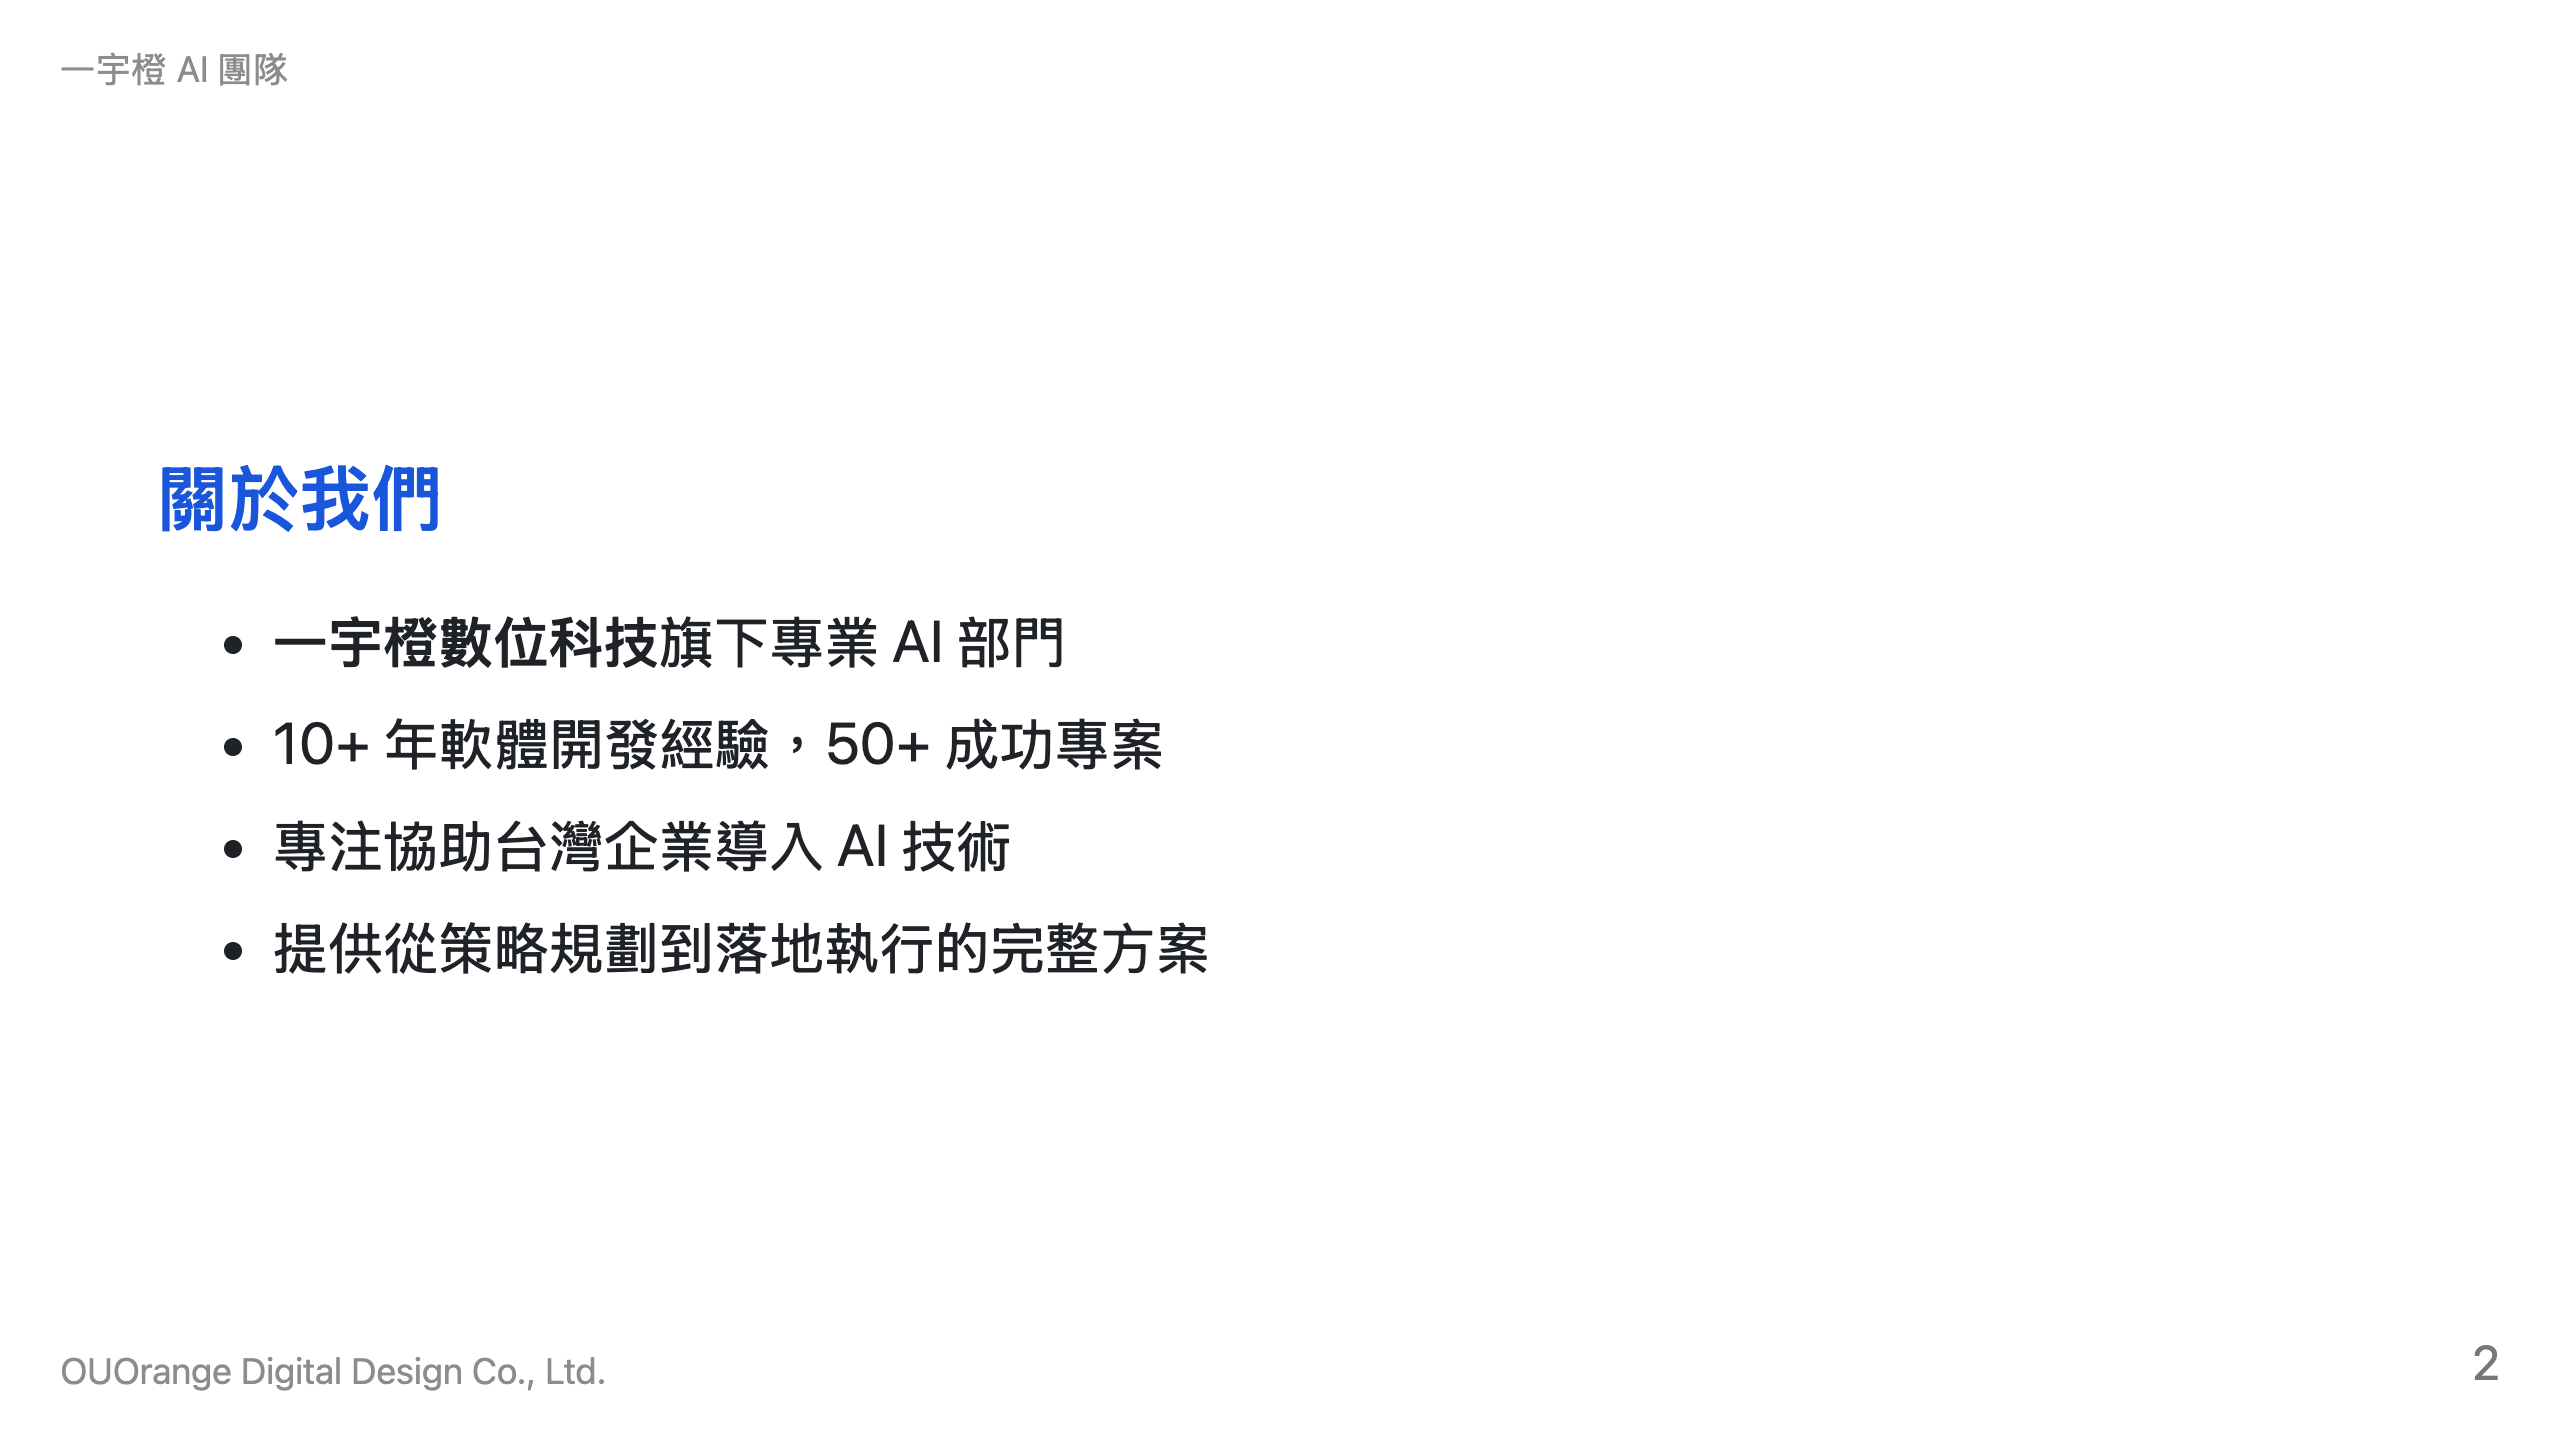 一宇橙 AI 團隊
關於我們
• 一宇橙數位科技旗下專業 AI 部門
• 10+ 年軟體開發經驗，50+ 成功專案
• 專注協助台灣企業導入 AI 技術
• 提供從策略規劃到落地執行的完整方案
OUOrange Digital Design Co., Ltd.
2